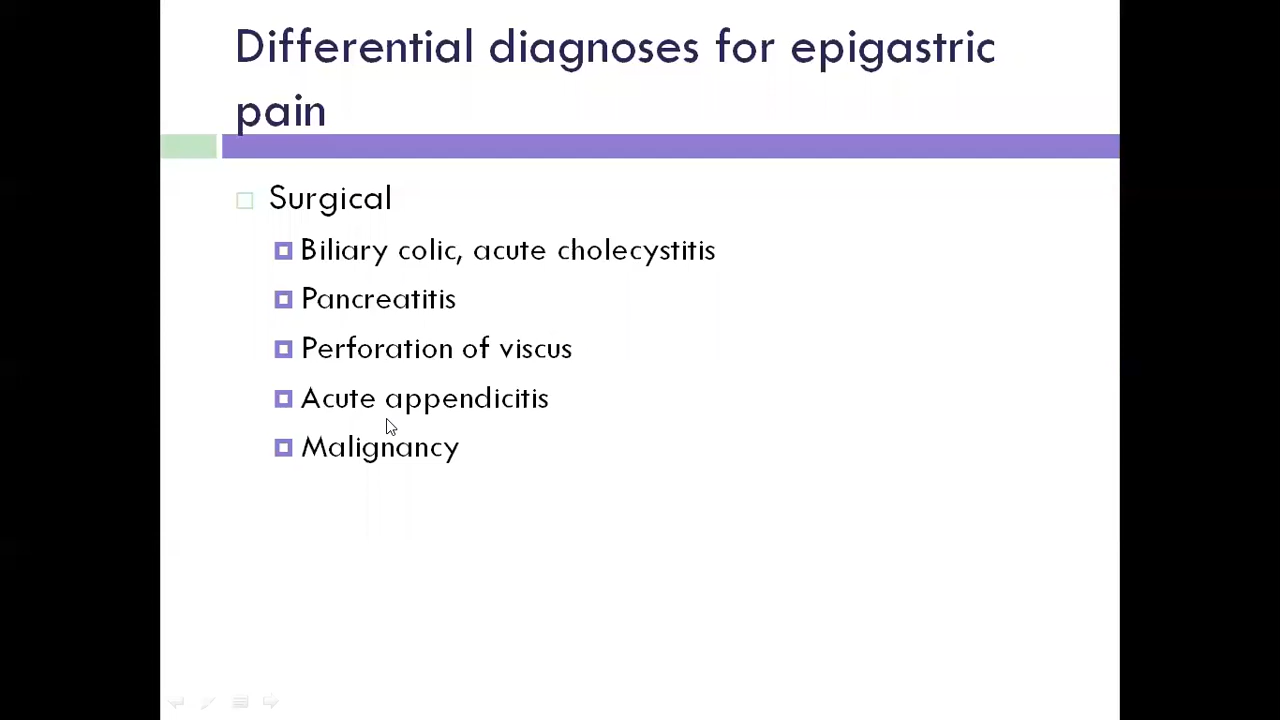 Differential diagnoses for epigastric
pain
Surgical
Biliary colic, acute cholecystitis
Pancreatitis
Perforation of viscus
Acute appendicitis
Malignancy